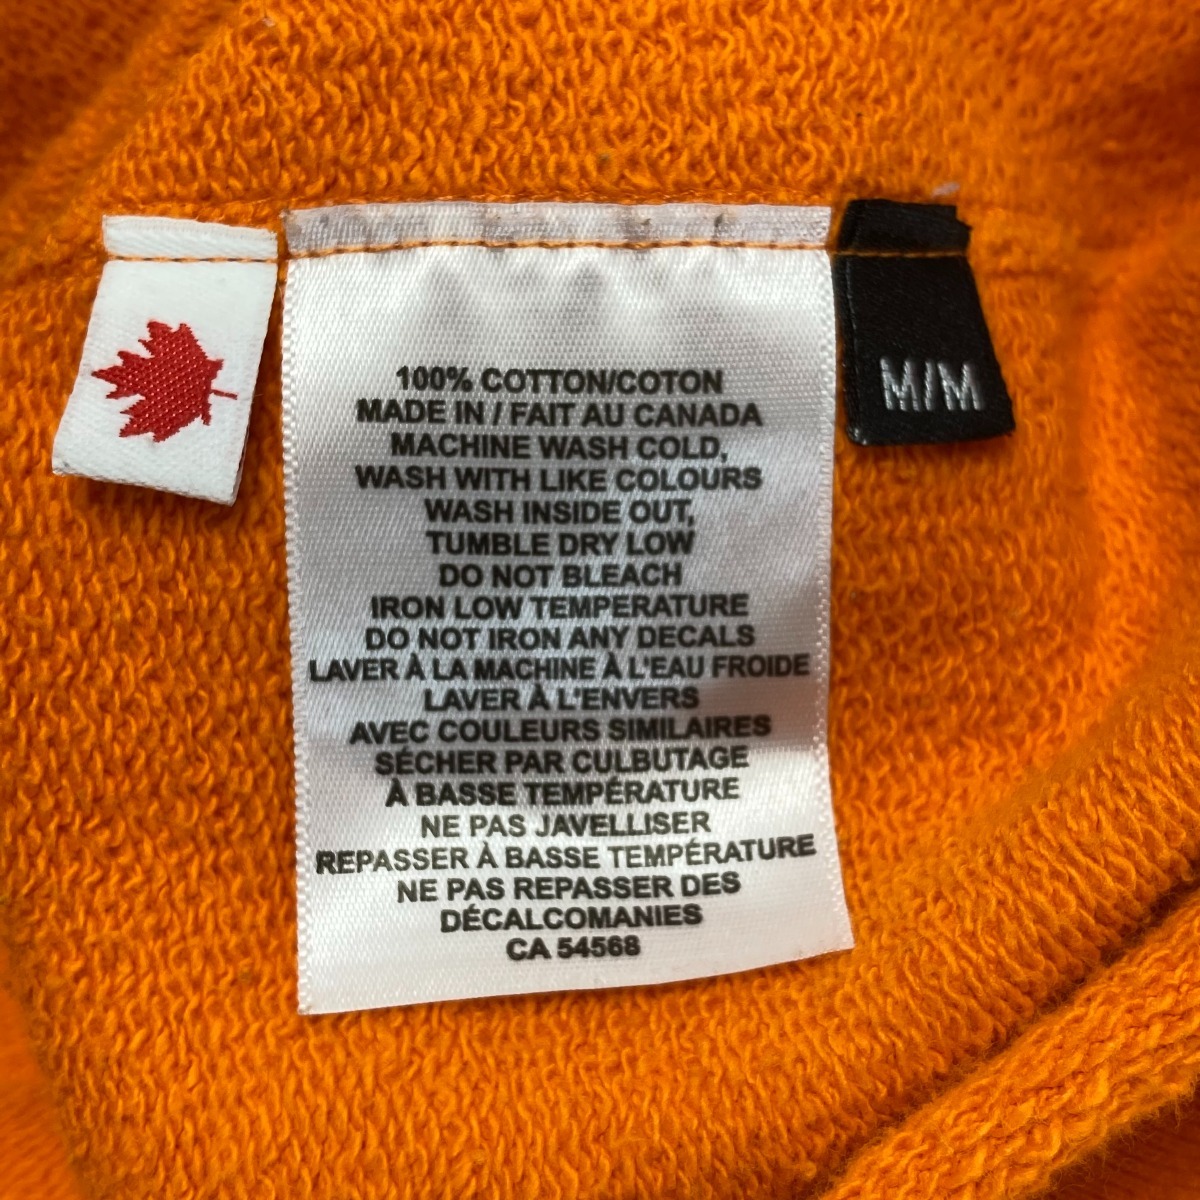 100% COTTON/COTON
MADE IN / FAIT AU CANADA
MACHINE WASH COLD,
WASH WITH LIKE COLOURS
WASH INSIDE OUT,
TUMBLE DRY LOW
DO NOT BLEACH
IRON LOW TEMPERATURE
DO NOT IRON ANY DECALS
LAVER À LA MACHINE À L'EAU FROIDE
LAVER À L'ENVERS
AVEC COULEURS SIMILAIRES
SÉCHER PAR CULBUTAGE
À BASSE TEMPÉRATURE
NE PAS JAVELLISER
REPASSER À BASSE TEMPÉRATURE
NE PAS REPASSER DES
DÉCALCOMANIES
CA 54568
M/M